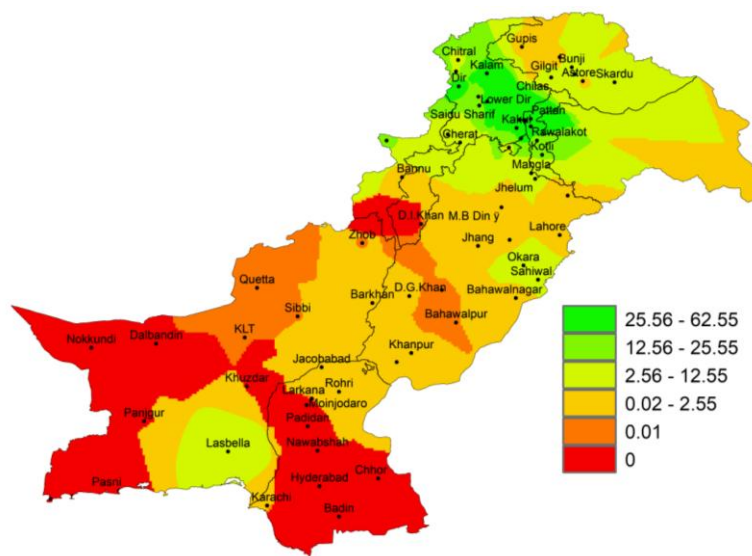 Gupis
Chitral
Bunji
Kalam
Gilgit
Astore
Skardu
Dir
Chilas
Lower Dir
Pattan
Saidu Sharif
Kakul
Rawalakot
Cherat
Kotli
Mangla
Bannu
Jhelum
D.I.Khan
M.B Din ÿ
Zhob
Lahore
Jhang
Okara
Sahiwal
Quetta
D.G.Khan
Barkhan
Bahawalnagar
Sibbi
Bahawalpur
KLT
Nokkundi
Dalbandin
Khanpur
Jacobabad
Khuzdar
Rohri
Larkana
Moinjodaro
Panjgur
Padidan
Lasbella
Nawabshah
Pasni
Hyderabad
Chhor
Karachi
Badin
25.56 - 62.55
12.56 - 25.55
2.56 - 12.55
0.02 - 2.55
0.01
0